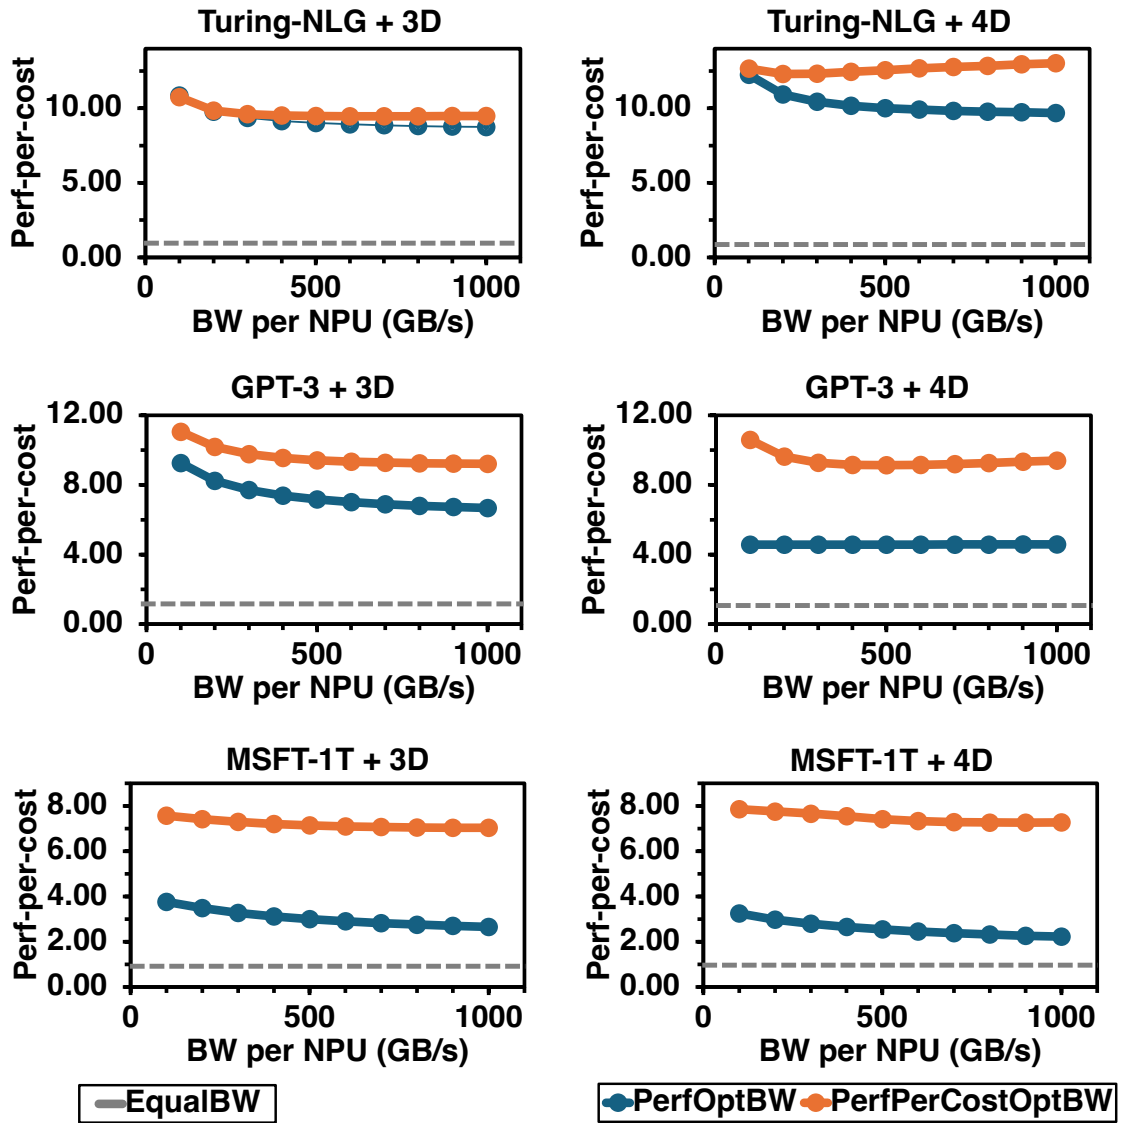 Turing-NLG + 3D
Perf-per-cost
10.00
5.00
0.00
0
500
1000
BW per NPU (GB/s)
Turing-NLG + 4D
Perf-per-cost
10.00
5.00
0.00
0
500
1000
BW per NPU (GB/s)
GPT-3 + 3D
Perf-per-cost
12.00
8.00
4.00
0.00
0
500
1000
BW per NPU (GB/s)
GPT-3 + 4D
Perf-per-cost
12.00
8.00
4.00
0.00
0
500
1000
BW per NPU (GB/s)
MSFT-1T + 3D
Perf-per-cost
8.00
6.00
4.00
2.00
0.00
0
500
1000
BW per NPU (GB/s)
MSFT-1T + 4D
Perf-per-cost
8.00
6.00
4.00
2.00
0.00
0
500
1000
BW per NPU (GB/s)
EqualBW
PerfOptBW
PerfPerCostOptBW